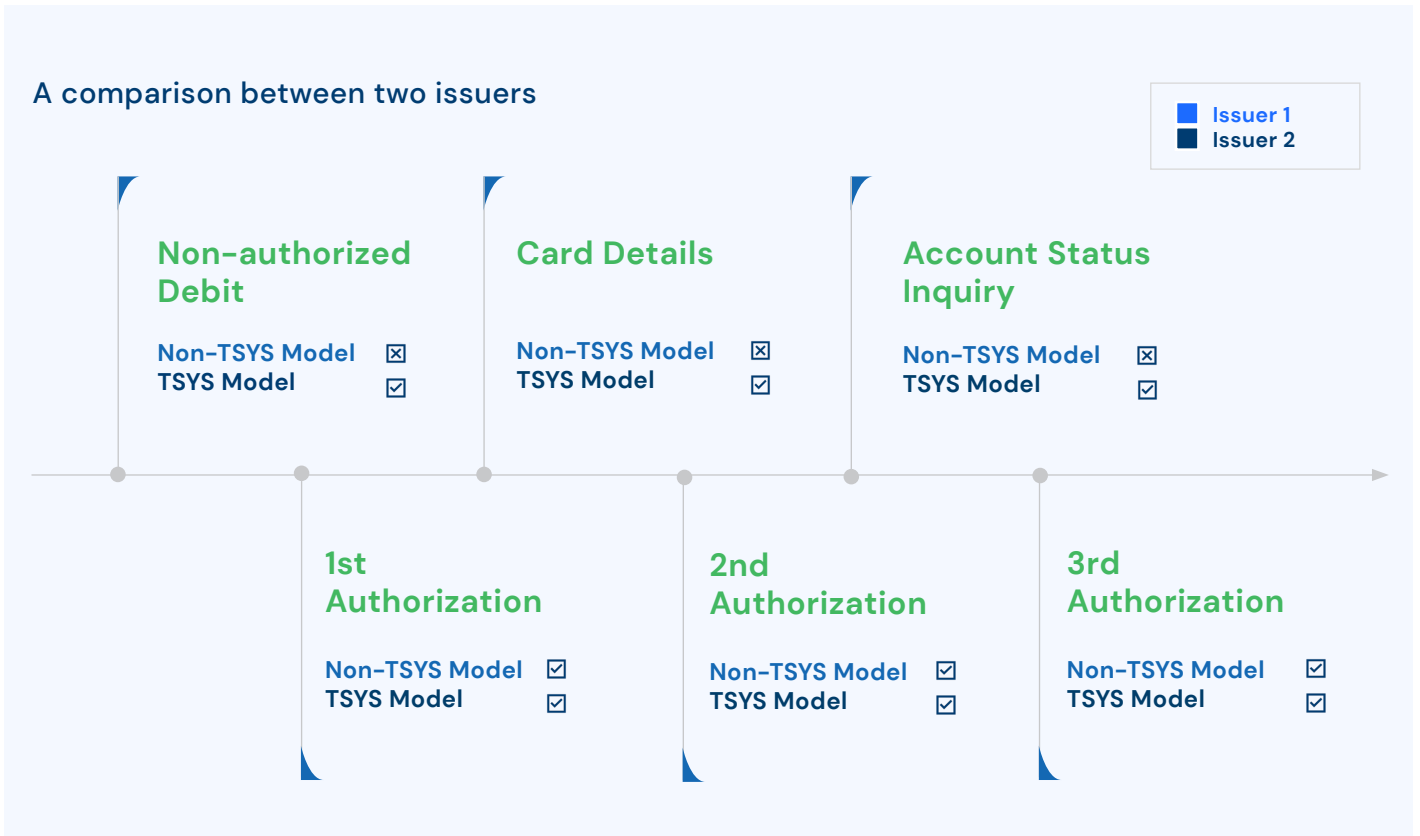 A comparison between two issuers
Issuer 1
Issuer 2
Non-authorized
Debit
Non-TSYS Model
TSYS Model
Card Details
Non-TSYS Model
TSYS Model
Account Status
Inquiry
Non-TSYS Model
TSYS Model
1st
Authorization
Non-TSYS Model
TSYS Model
2nd
Authorization
Non-TSYS Model
TSYS Model
3rd
Authorization
Non-TSYS Model
TSYS Model